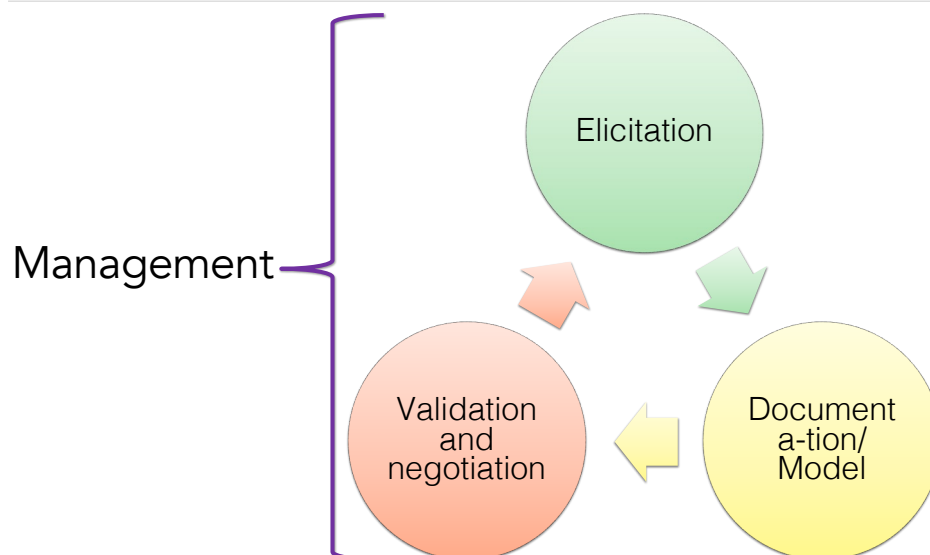 Elicitation
Management
Validation
and
negotiation
Document
a-tion/
Model